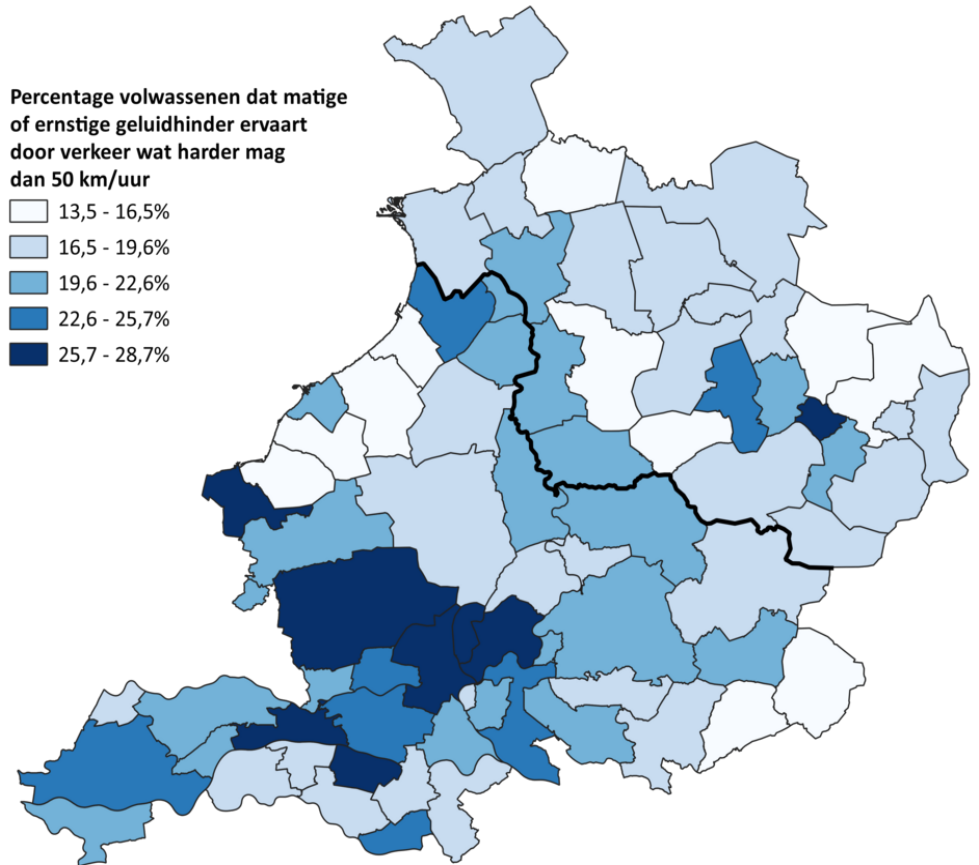 Percentage volwassenen dat matige
of ernstige geluidhinder ervaart
door verkeer wat harder mag
dan 50 km/uur
13,5 - 16,5%
16,5 - 19,6%
19,6 - 22,6%
22,6 - 25,7%
25,7 - 28,7%